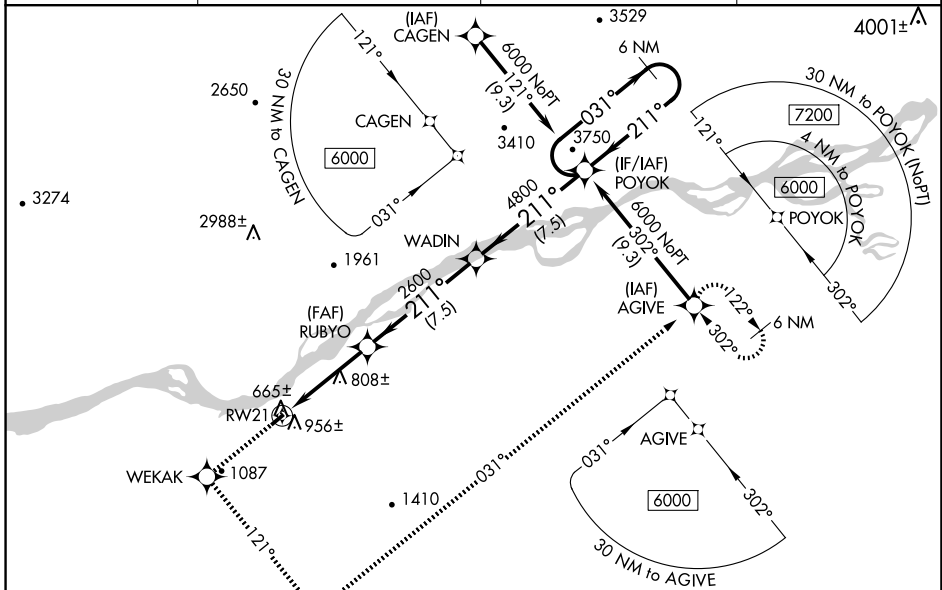 (IAF)
CAGEN
3529
4001±
6000 NoPT
121°
(9.3)
6 NM
031°
211°
121°
CAGEN
30 NM to CAGEN
6000
031°
2650
3410
3750
(IF/IAF)
POYOK
30 NM to POYOK (NoPT)
7200
121°
4 NM to POYOK
6000
POYOK
302°
3274
2988±
1961
4800
211°
(7.5)
WADIN
6000 NoPT
302°
(9.3)
2600
211°
(7.5)
(IAF)
AGIVE
122°
302°
6 NM
(FAF)
RUBYO
808±
665±
RW21
956±
WEKAK
1087
1410
031°
121°
AGIVE
031°
302°
6000
30 NM to AGIVE